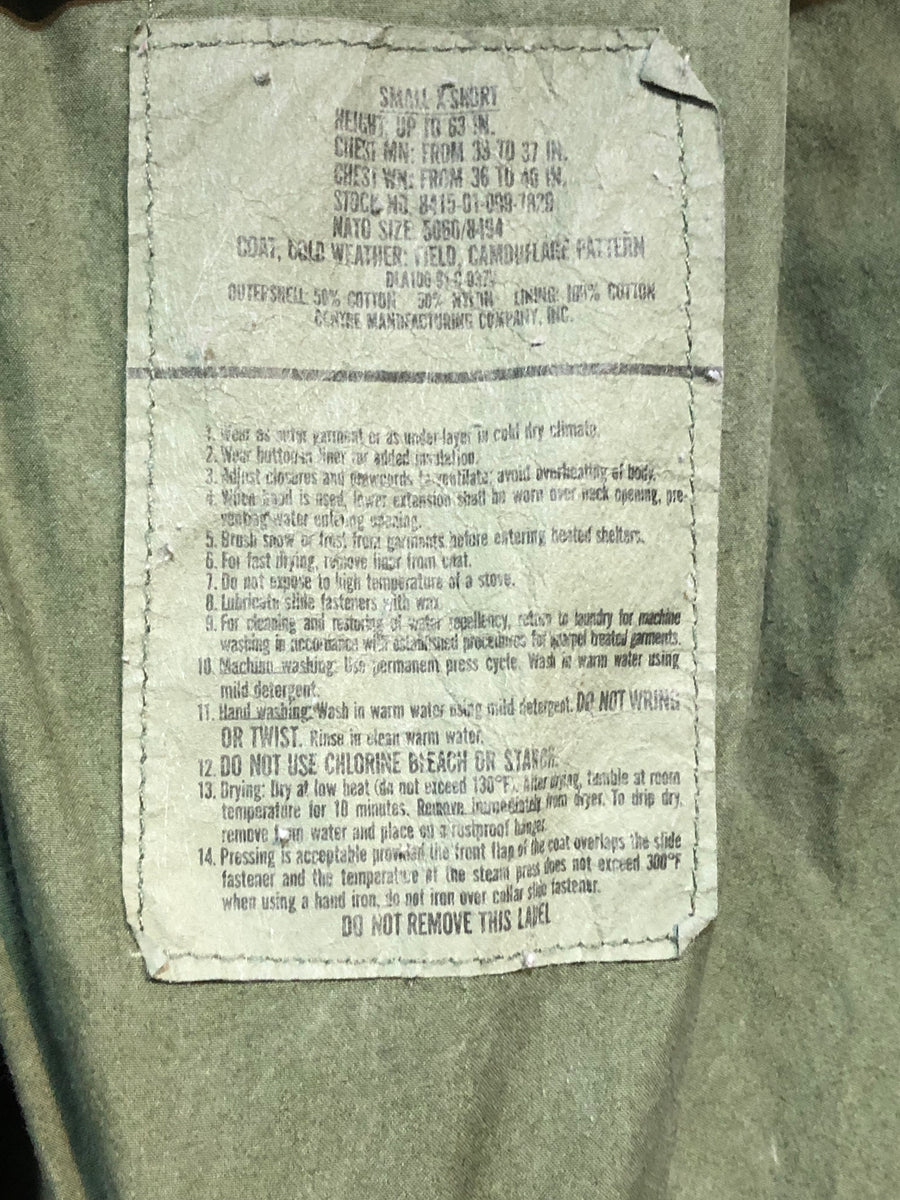 SMALL X SHORT
HEIGHT: UP TO 63 IN.
CHEST MN: FROM 33 TO 37 IN.
CHEST WN: FROM 36 TO 40 IN.
STOCK NO. 8415-01-099-7829
NATO SIZE 5060/8494
COAT, COLD WEATHER: FIELD, CAMOUFLAGE PATTERN
OUTERSHELL 50% COTTON 50% NYLON LINING: 100% COTTON
CENTRE MANUFACTURING COMPANY, INC.
1. Wear as outer garment or as under-layer in cold dry climate.
2. Wear button-in liner for added insulation.
3. Adjust closures and drawcords to ventilate; avoid overheating of body.
4. When hood is used, lower extension shall be worn over neck opening, pre-
venting water entering opening.
5. Brush snow or frost from garments before entering heated shelters.
6. For fast drying, remove liner from coat.
7. Do not expose to high temperature of a stove.
8. Lubricate slide fasteners with wax.
9. For cleaning and restoring of water repellency, return to laundry for machine
washing in accordance with established procedures for quarpel treated garments.
10. Machine washing: Use permanent press cycle. Wash in warm water using
mild detergent.
11. Hand washing: Wash in warm water using mild detergent. DO NOT WRING
OR TWIST. Rinse in clean warm water.
12. DO NOT USE CHLORINE BLEACH OR STARCH.
13. Drying: Dry at low heat (do not exceed 130°F). After drying, tumble at room
temperature for 10 minutes. Remove immediately from dryer. To drip dry,
remove from water and place on a rustproof hanger.
14. Pressing is acceptable provided the front flap of the coat overlaps the slide
fastener and the temperature of the steam press does not exceed 300°F
when using a hand iron, do not iron over collar slide fastener.
DO NOT REMOVE THIS LABEL